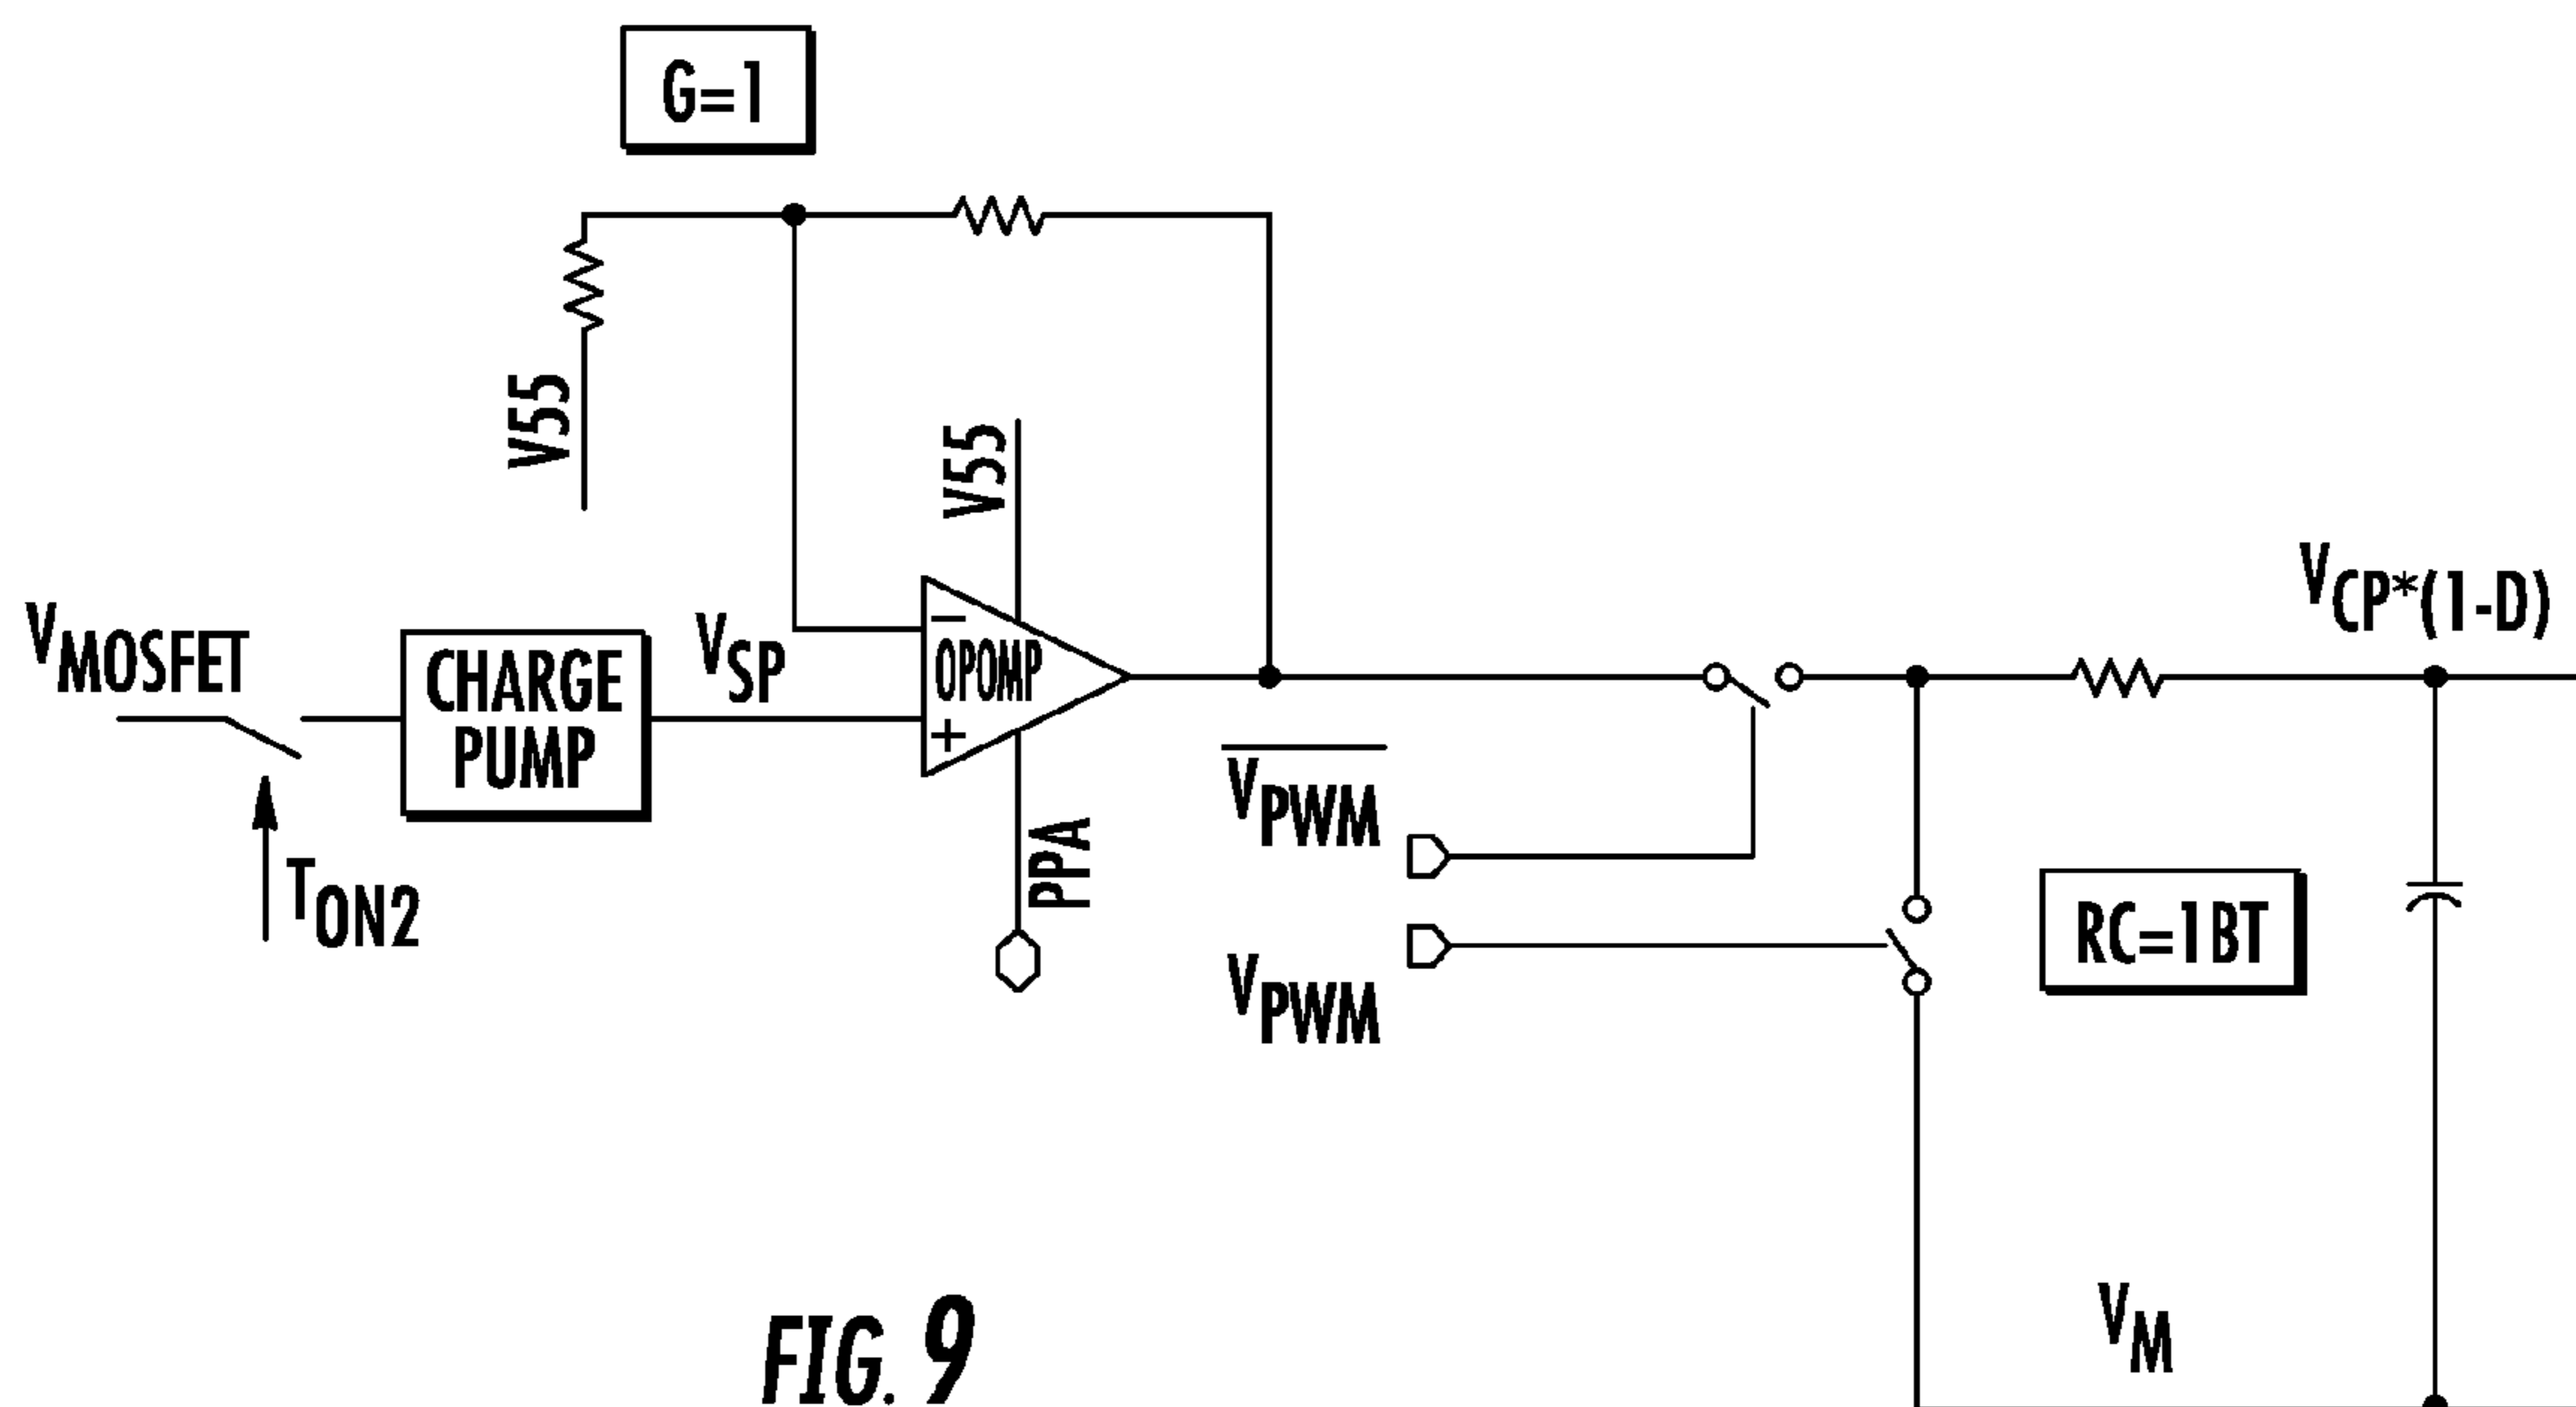 G=1
V55
V55
VMOSFET
CHARGE
PUMP
VSP
OPOMP
VCP*(1-D)
TON2
PPA
VPWM
VPWM
RC=1BT
VM
FIG. 9